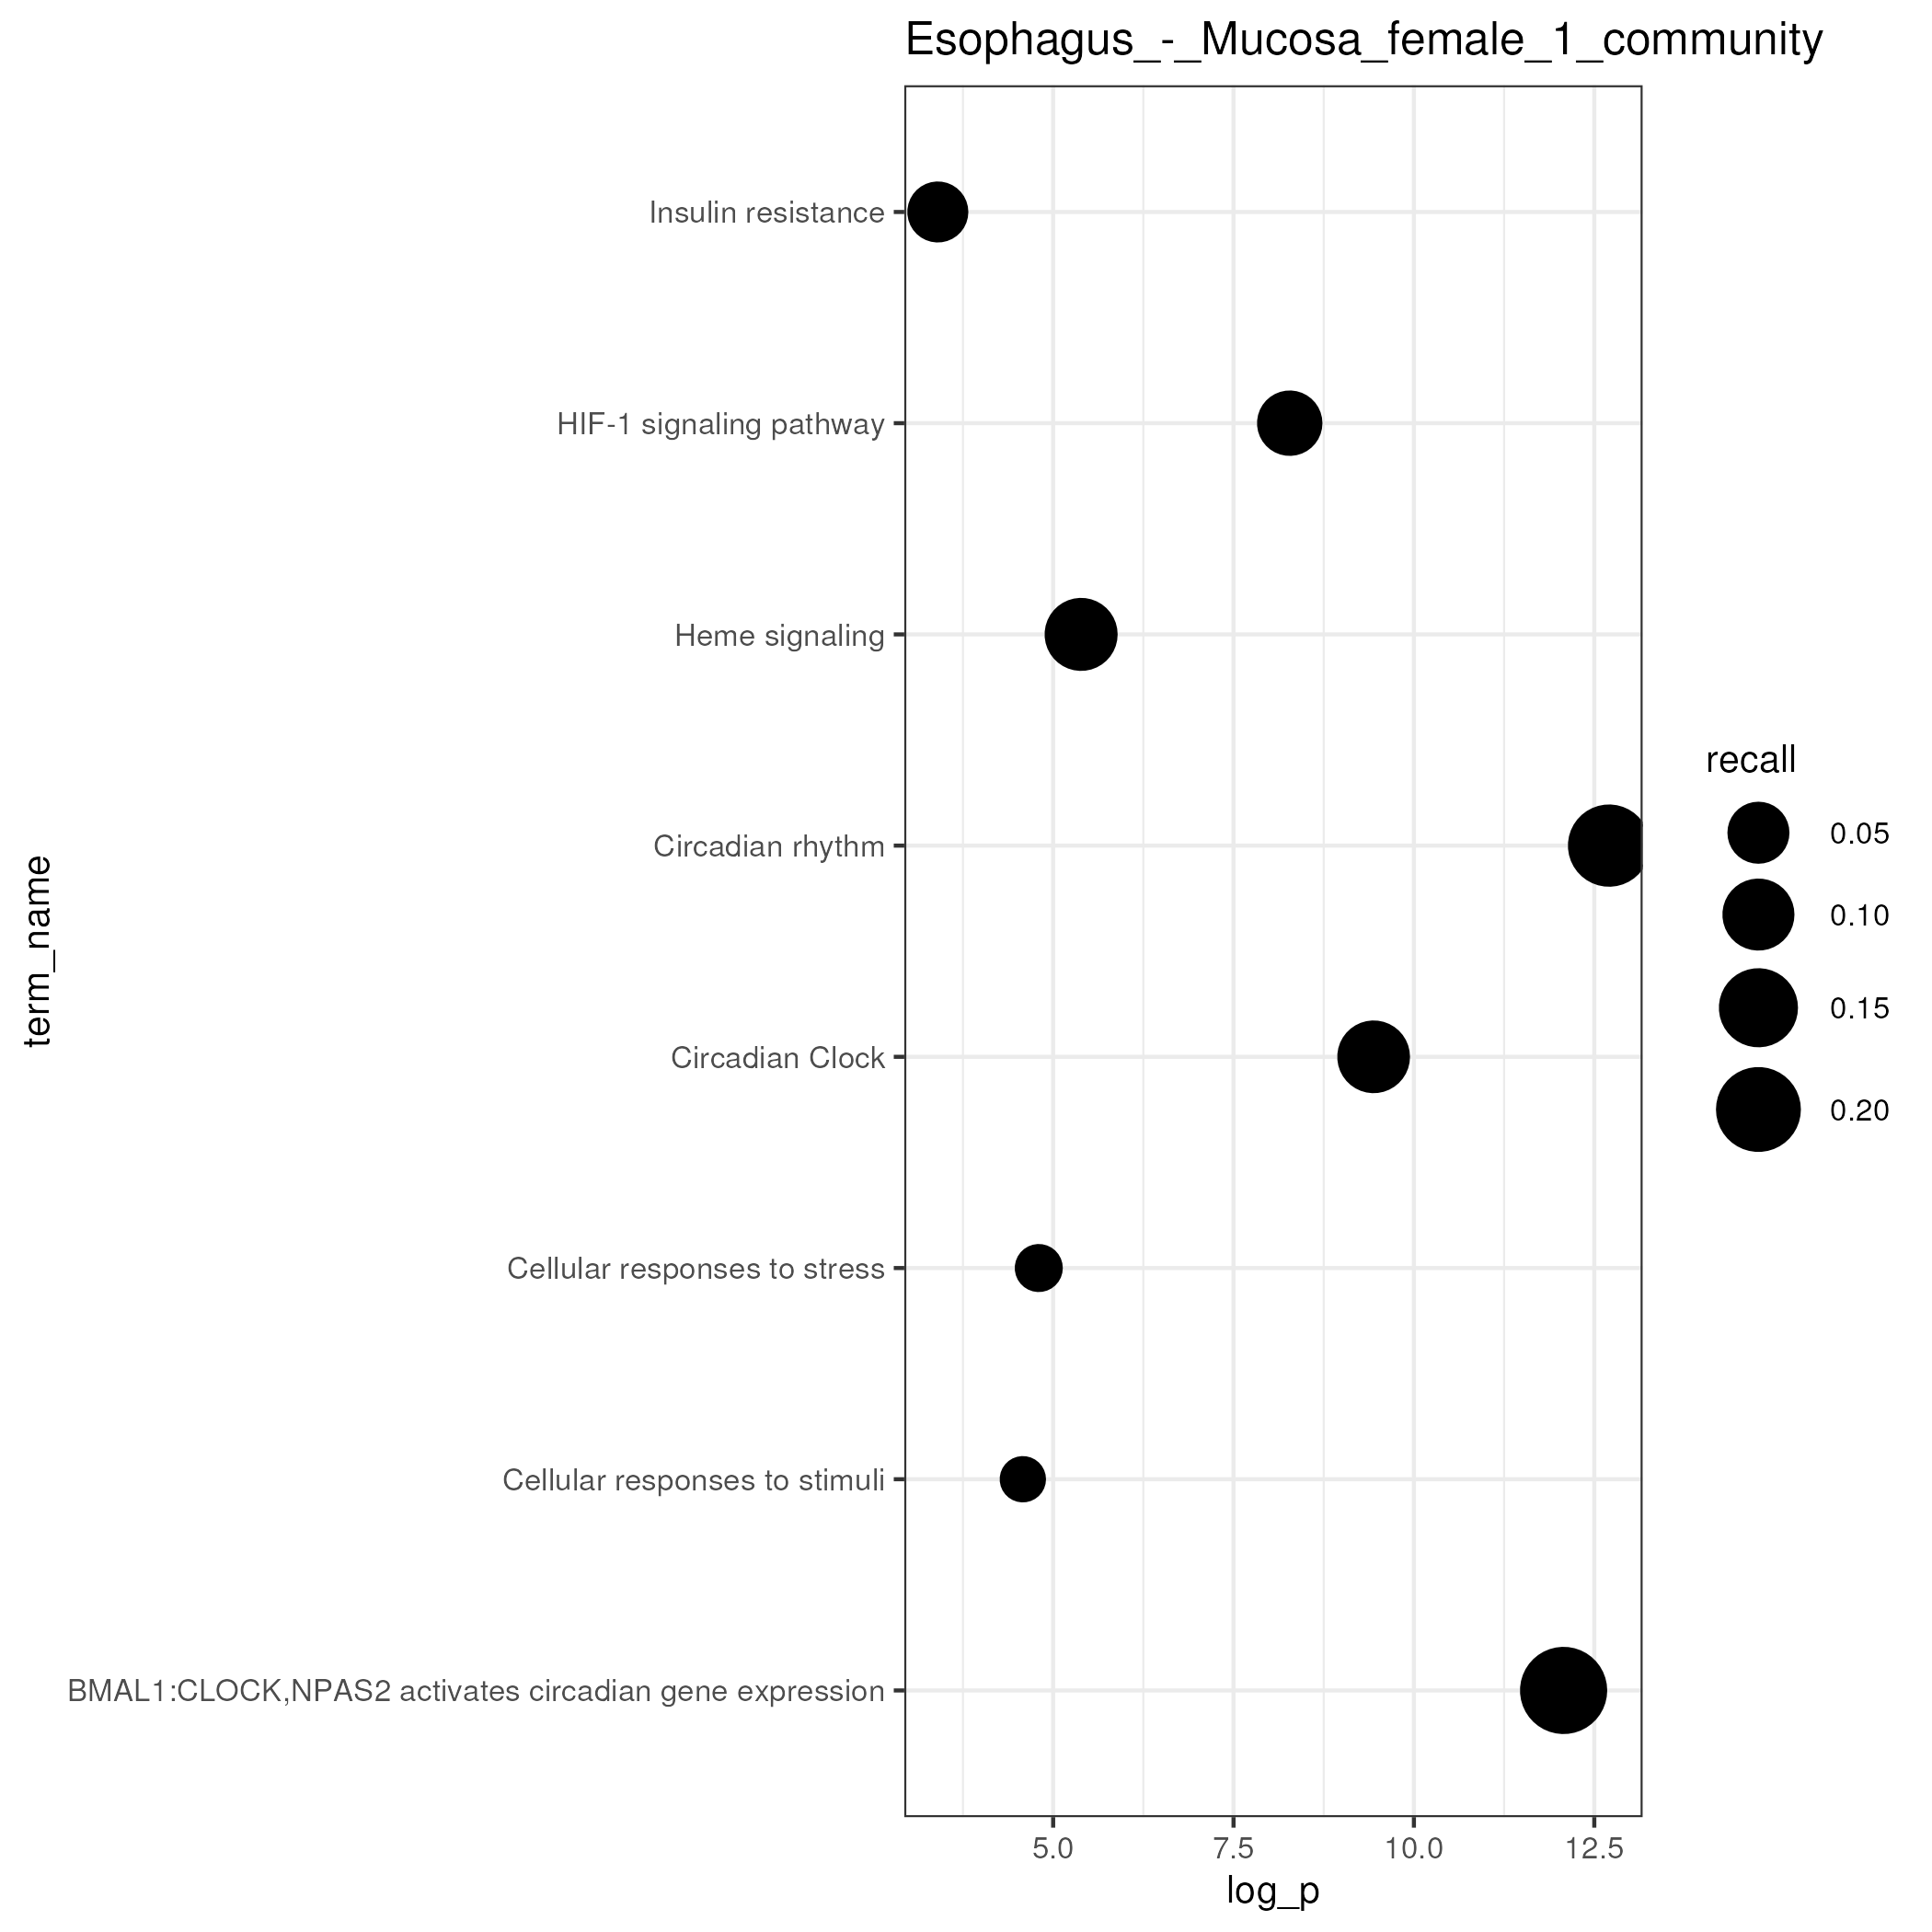 Esophagus_-_Mucosa_female_1_community
term_name
Insulin resistance
HIF-1 signaling pathway
Heme signaling
Circadian rhythm
Circadian Clock
Cellular responses to stress
Cellular responses to stimuli
BMAL1:CLOCK,NPAS2 activates circadian gene expression
5.0 7.5 10.0 12.5
log_p
recall
0.05
0.10
0.15
0.20